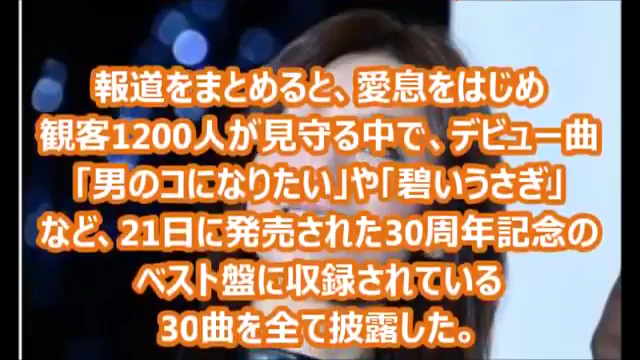 報道をまとめると、愛息をはじめ
観客1200人が見守る中で、デビュー曲
「男のコになりたい」や「碧いうさぎ」
など、21日に発売された30周年記念の
ベスト盤に収録されている
30曲を全て披露した。